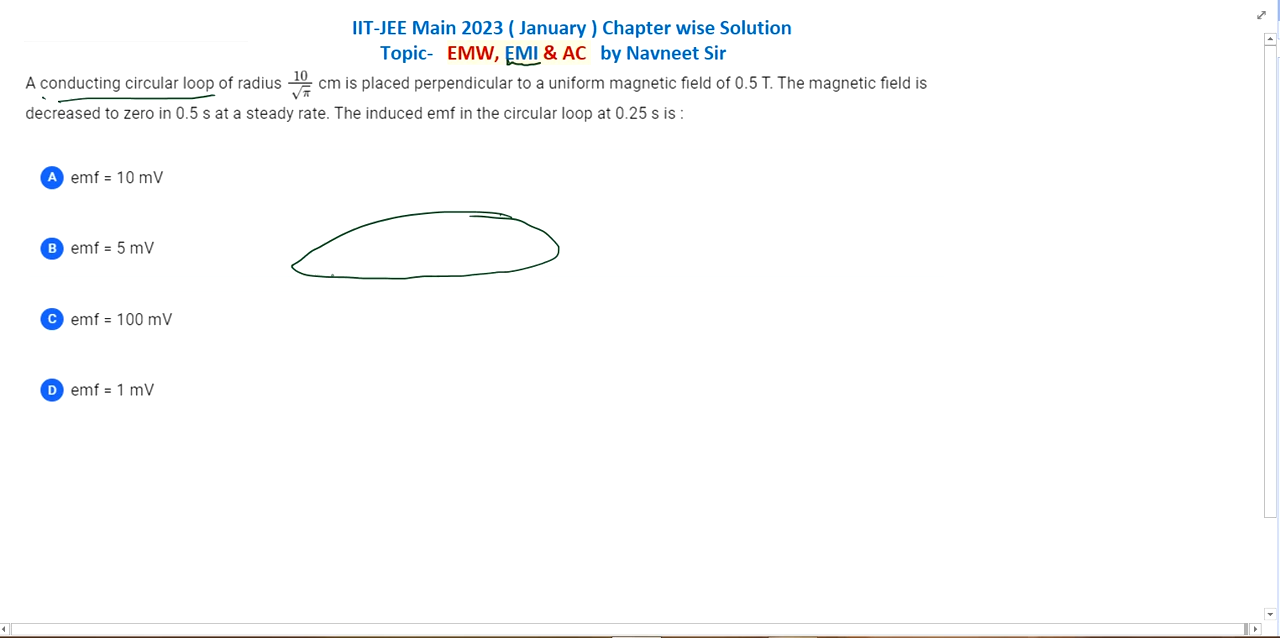 IIT-JEE Main 2023 ( January ) Chapter wise Solution
Topic- EMW, EMI & AC by Navneet Sir
A conducting circular loop of radius 10/√π cm is placed perpendicular to a uniform magnetic field of 0.5 T. The magnetic field is
decreased to zero in 0.5 s at a steady rate. The induced emf in the circular loop at 0.25 s is :
A emf = 10 mV
B emf = 5 mV
C emf = 100 mV
D emf = 1 mV